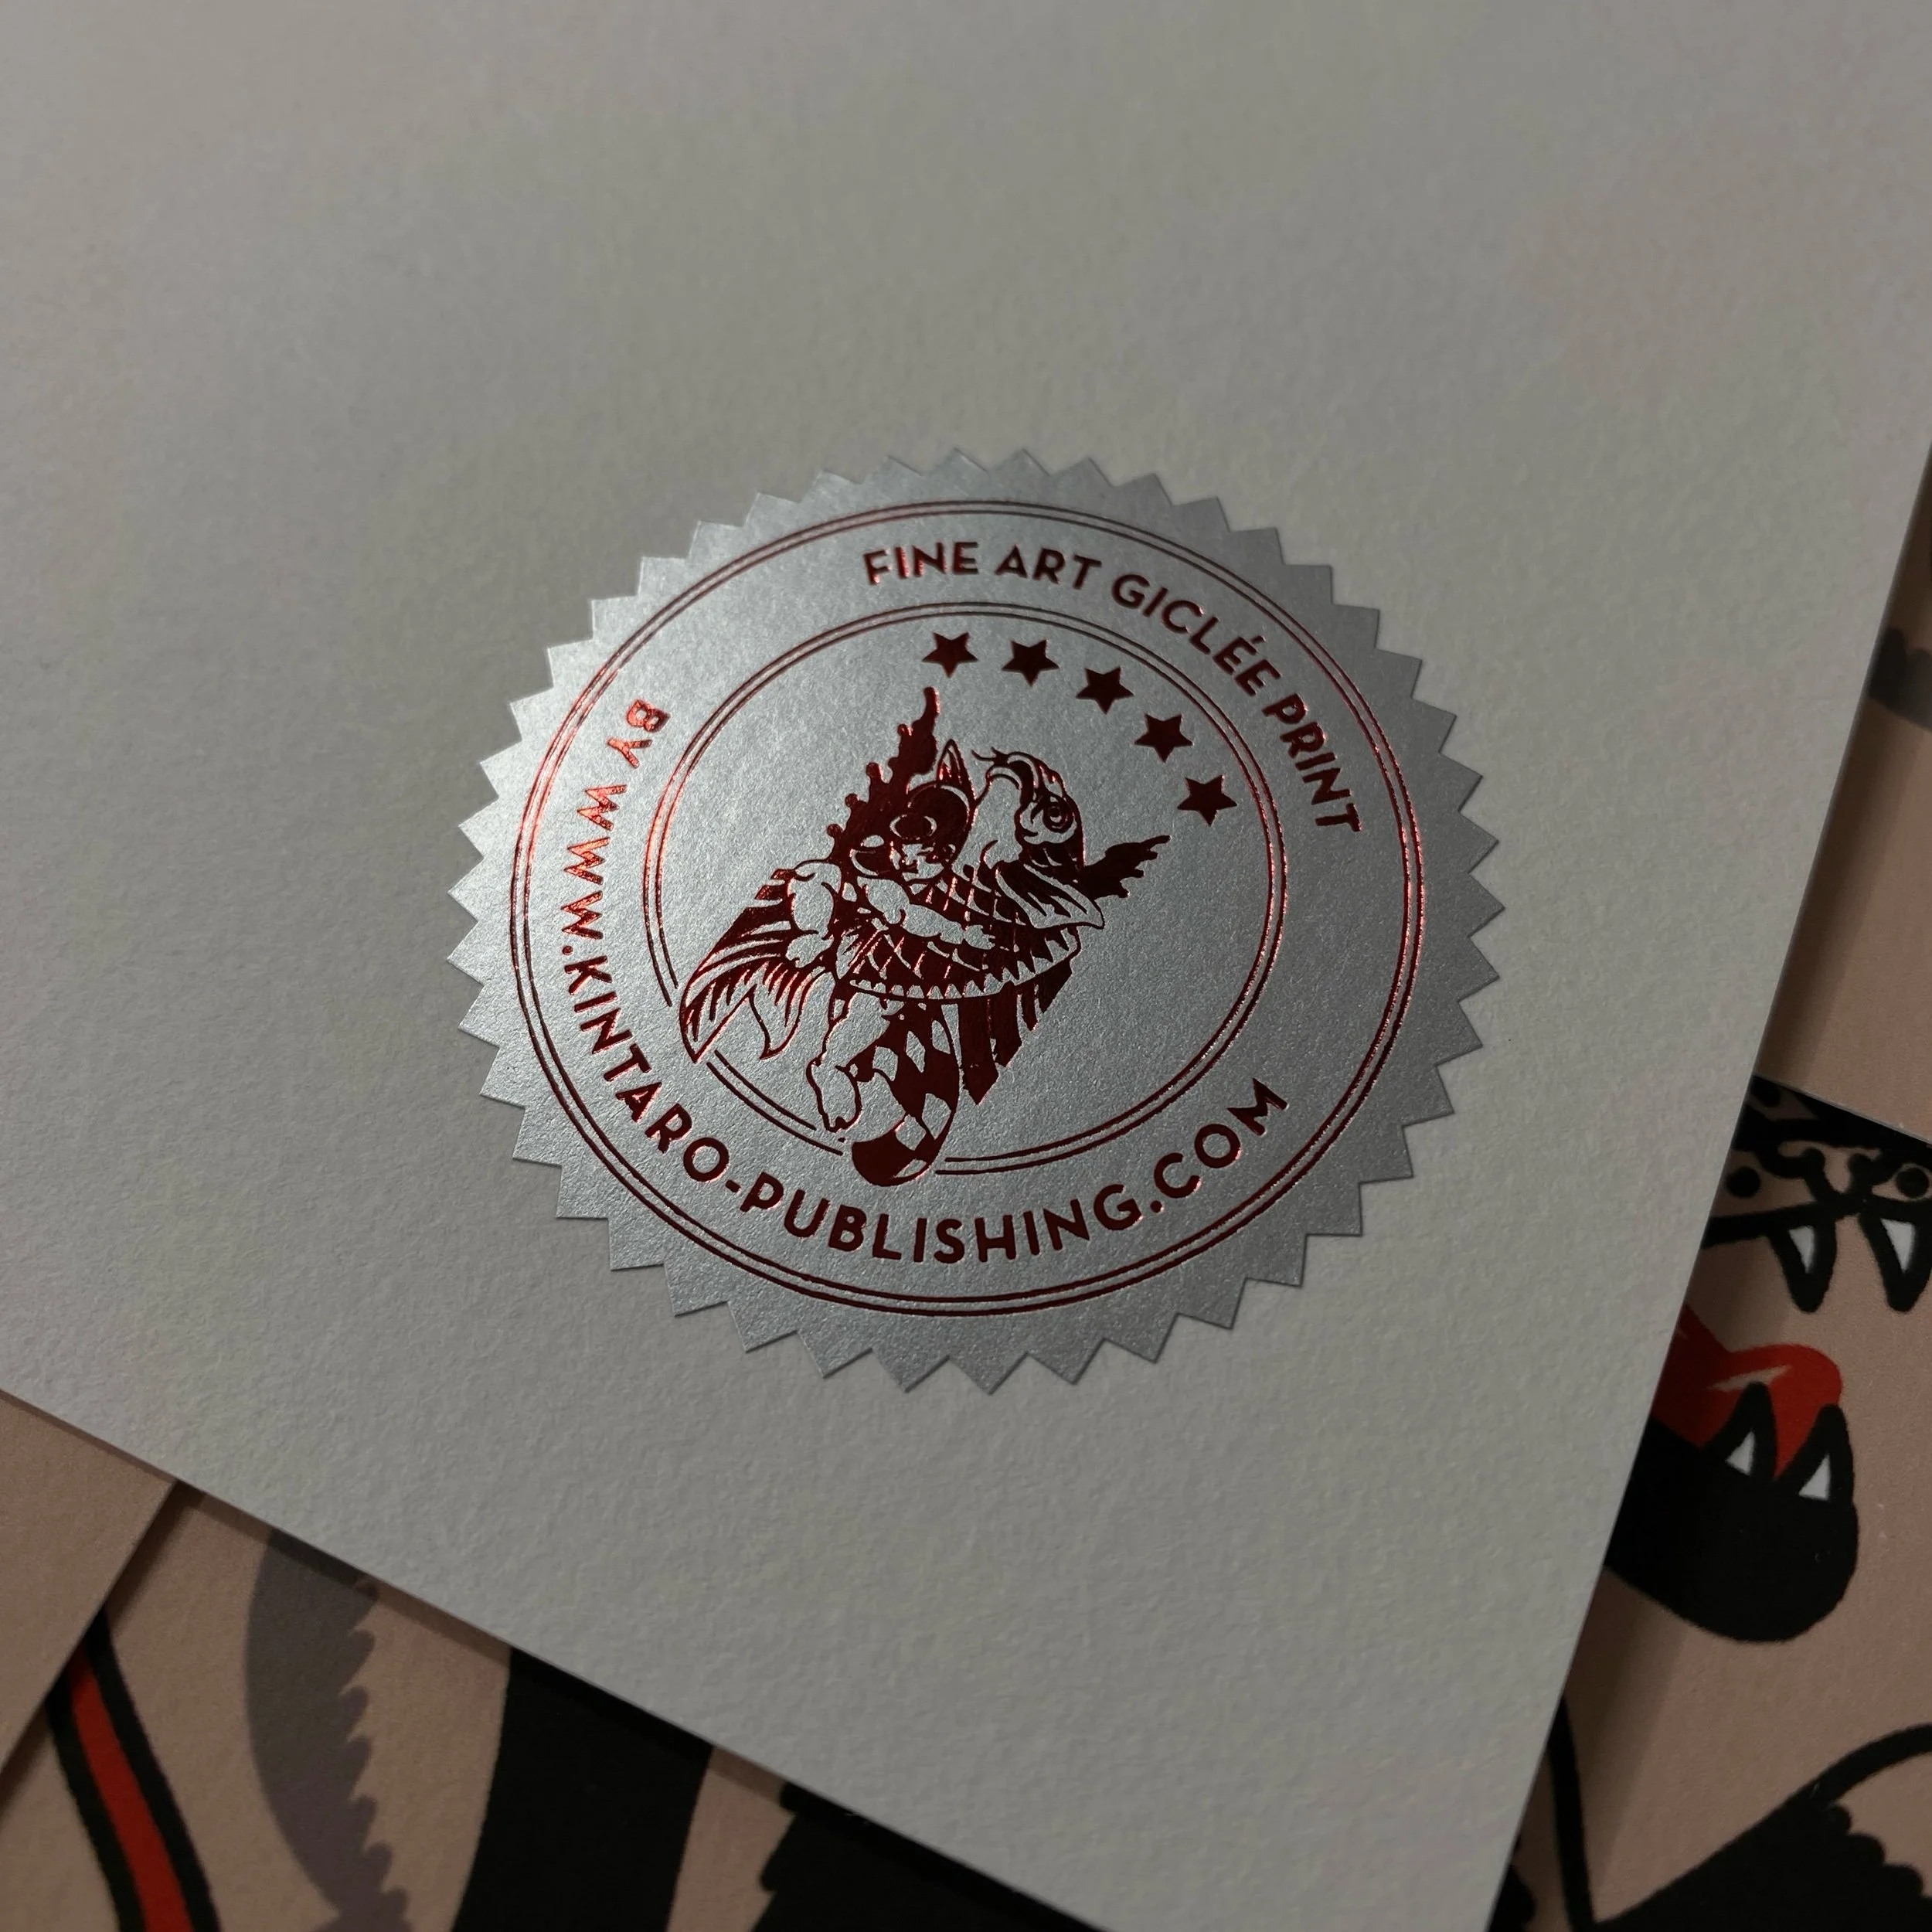 FINE ART GICLÉE PRINT
BY WWW.KINTARO-PUBLISHING.COM